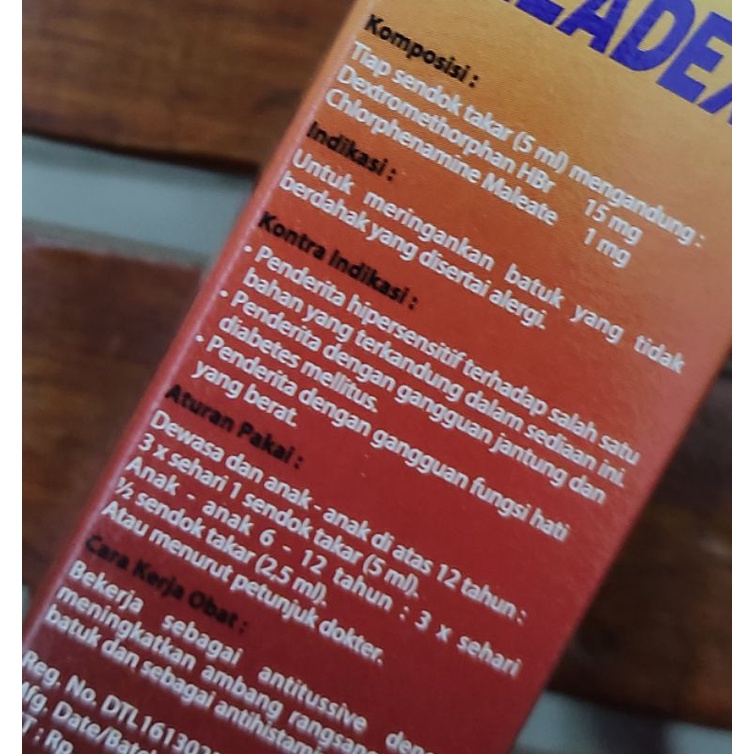 Komposisi :
Tiap sendok takar (5 ml) mengandung :
Dextromethorphan HBr 15 mg
Chlorphenamine Maleate 1 mg
Indikasi :
Untuk meringankan batuk yang tidak
berdahak yang disertai alergi.
Kontra Indikasi :
• Penderita hipersensitif terhadap salah satu
bahan yang terkandung dalam sediaan ini.
• Penderita dengan gangguan jantung dan
diabetes mellitus.
• Penderita dengan gangguan fungsi hati
yang berat.
Aturan Pakai :
Dewasa dan anak - anak di atas 12 tahun :
3 x sehari 1 sendok takar (5 ml).
Anak - anak 6 - 12 tahun : 3 x sehari
½ sendok takar (2,5 ml).
Atau menurut petunjuk dokter.
Cara Kerja Obat :
Bekerja sebagai antitussive
meningkatkan ambang
batuk dan sebagai
Reg. No.
Mfg. Date
: Rp